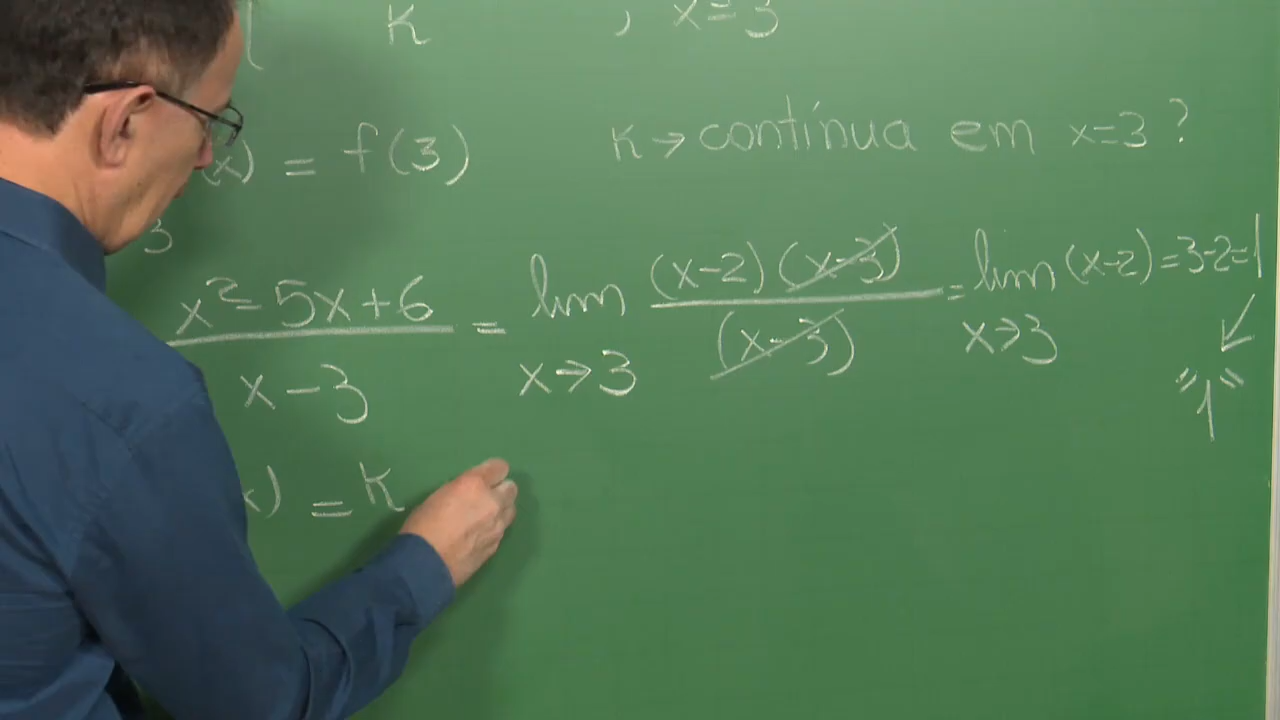 K , x=3
K → contínua em x=3 ?
(x) = f(3)
3
x²-5x+6 = lim (x-2)(x-3) = lim (x-2)=3-2=1
x-3 x→3 (x-3) x→3
"1"
x) = K